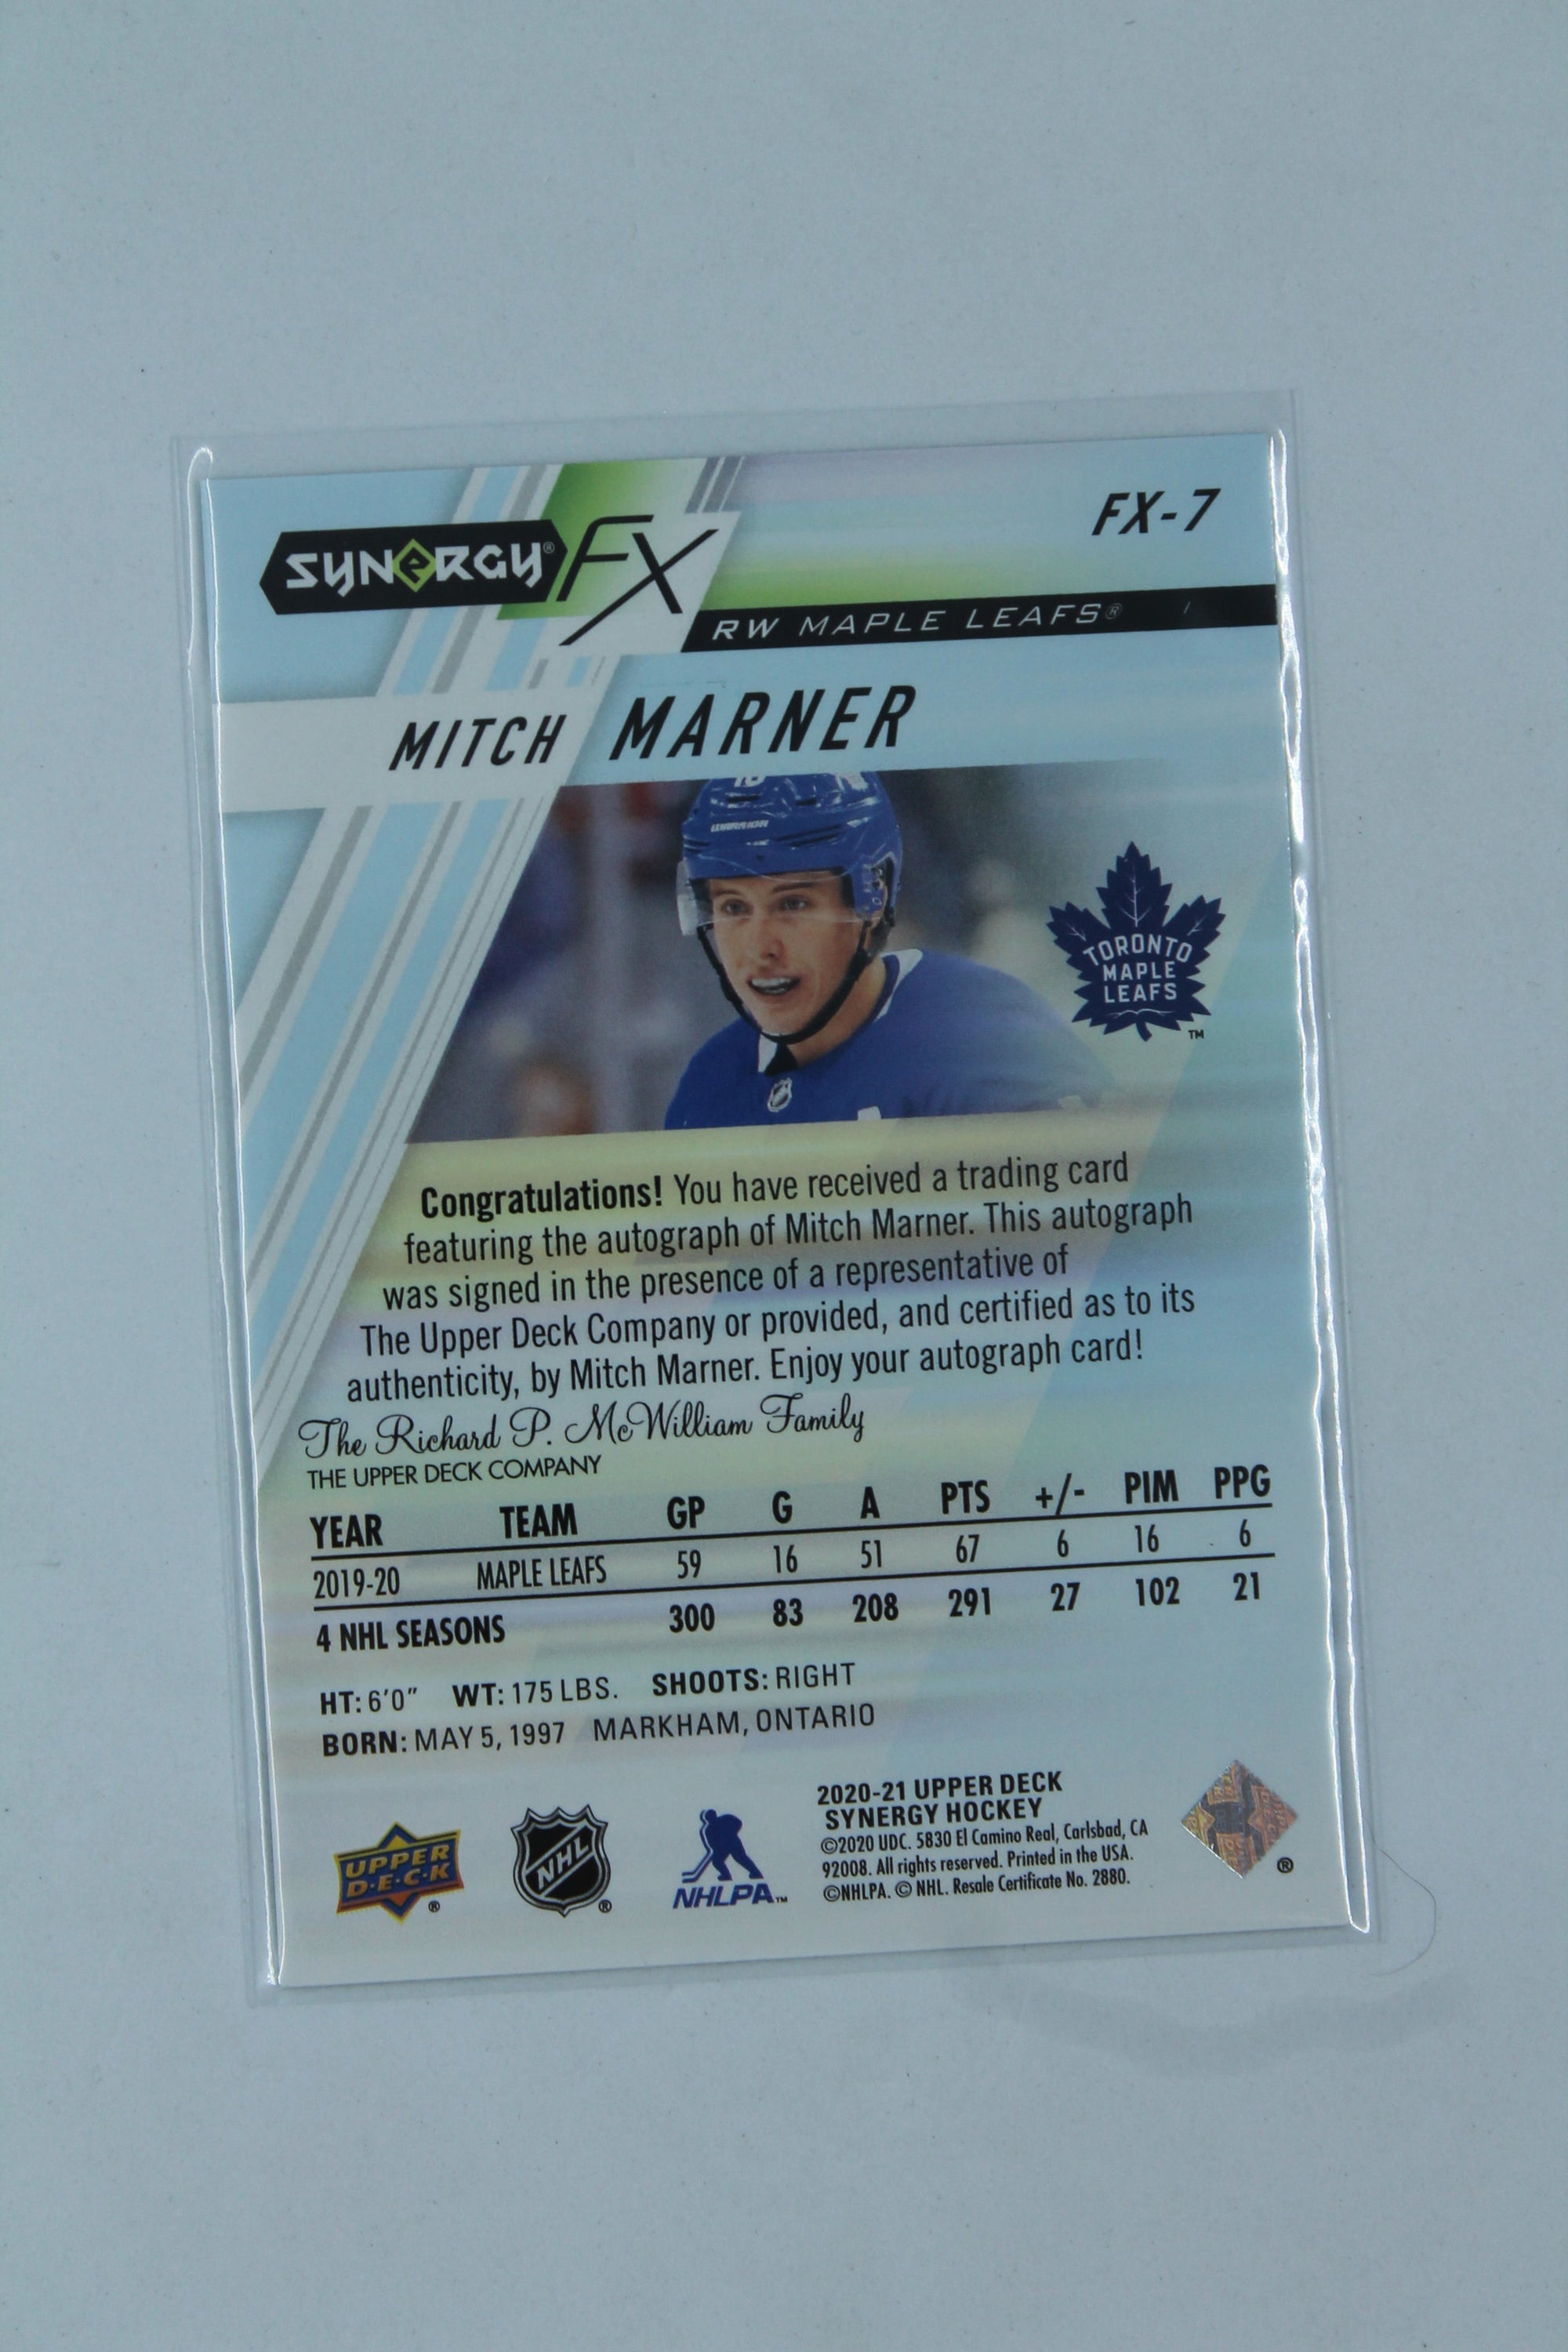 SYNERGY® FX
FX-7
RW MAPLE LEAFS®
MITCH MARNER
WARRIOR
TORONTO
MAPLE
LEAFS
TM
Congratulations! You have received a trading card
featuring the autograph of Mitch Marner. This autograph
was signed in the presence of a representative of
The Upper Deck Company or provided, and certified as to its
authenticity, by Mitch Marner. Enjoy your autograph card!
The Richard P. McWilliam Family
THE UPPER DECK COMPANY
YEAR TEAM GP G A PTS +/- PIM PPG
2019-20 MAPLE LEAFS 59 16 51 67 6 16 6
4 NHL SEASONS 300 83 208 291 27 102 21
HT: 6'0" WT: 175 LBS. SHOOTS: RIGHT
BORN: MAY 5, 1997 MARKHAM, ONTARIO
UPPER
D·E·C·K
®
NHL
®
NHLPA™
2020-21 UPPER DECK
SYNERGY HOCKEY
©2020 UDC. 5830 El Camino Real, Carlsbad, CA
92008. All rights reserved. Printed in the USA.
©NHLPA. © NHL. Resale Certificate No. 2880.
®